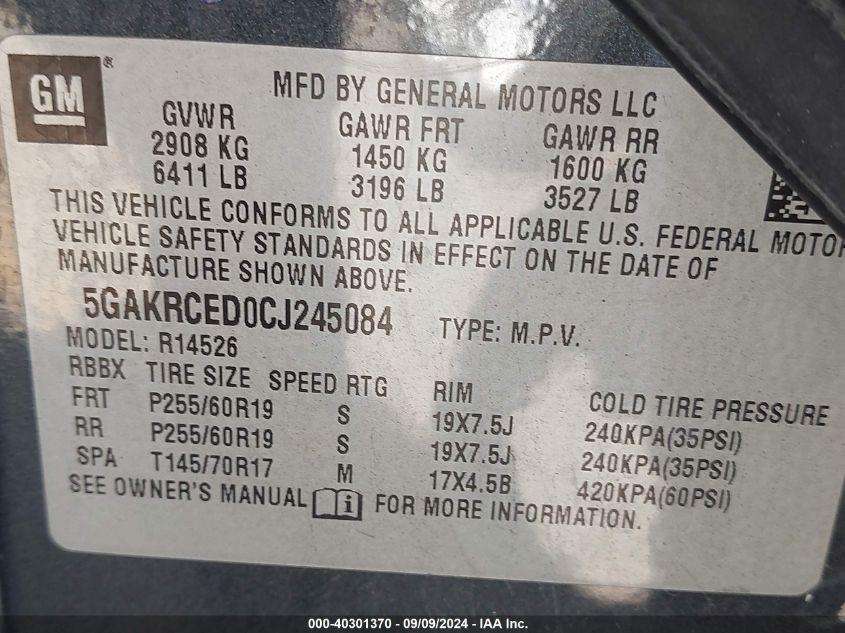 GM®
MFD BY GENERAL MOTORS LLC
GVWR GAWR FRT GAWR RR
2908 KG 1450 KG 1600 KG
6411 LB 3196 LB 3527 LB
THIS VEHICLE CONFORMS TO ALL APPLICABLE U.S. FEDERAL MOTOR
VEHICLE SAFETY STANDARDS IN EFFECT ON THE DATE OF
MANUFACTURE SHOWN ABOVE.
5GAKRCED0CJ245084 TYPE: M.P.V.
MODEL: R14526
RBBX TIRE SIZE SPEED RTG RIM COLD TIRE PRESSURE
FRT P255/60R19 S 19X7.5J 240KPA(35PSI)
RR P255/60R19 S 19X7.5J 240KPA(35PSI)
SPA T145/70R17 M 17X4.5B 420KPA(60PSI)
SEE OWNER'S MANUAL i FOR MORE INFORMATION.
000-40301370 - 09/09/2024 - IAA Inc.